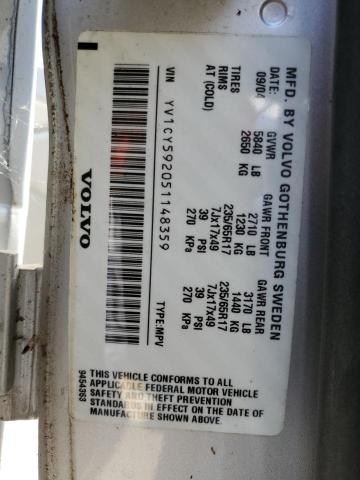 MFD. BY VOLVO GOTHENBURG SWEDEN
DATE: 09/04
GVWR 5840 LB 2650 KG
GAWR FRONT 2710 LB 1230 KG
GAWR REAR 3170 LB 1440 KG
TIRES 235/65R17 235/65R17
RIMS 7Jx17x49 7Jx17x49
AT (COLD) 39 PSI 270 KPa 39 PSI 270 KPa
VIN YV1CY592051148359 TYPE: MPV
VOLVO
THIS VEHICLE CONFORMS TO ALL
APPLICABLE FEDERAL MOTOR VEHICLE
SAFETY AND THEFT PREVENTION
STANDARDS IN EFFECT ON THE DATE
OF MANUFACTURE SHOWN ABOVE.